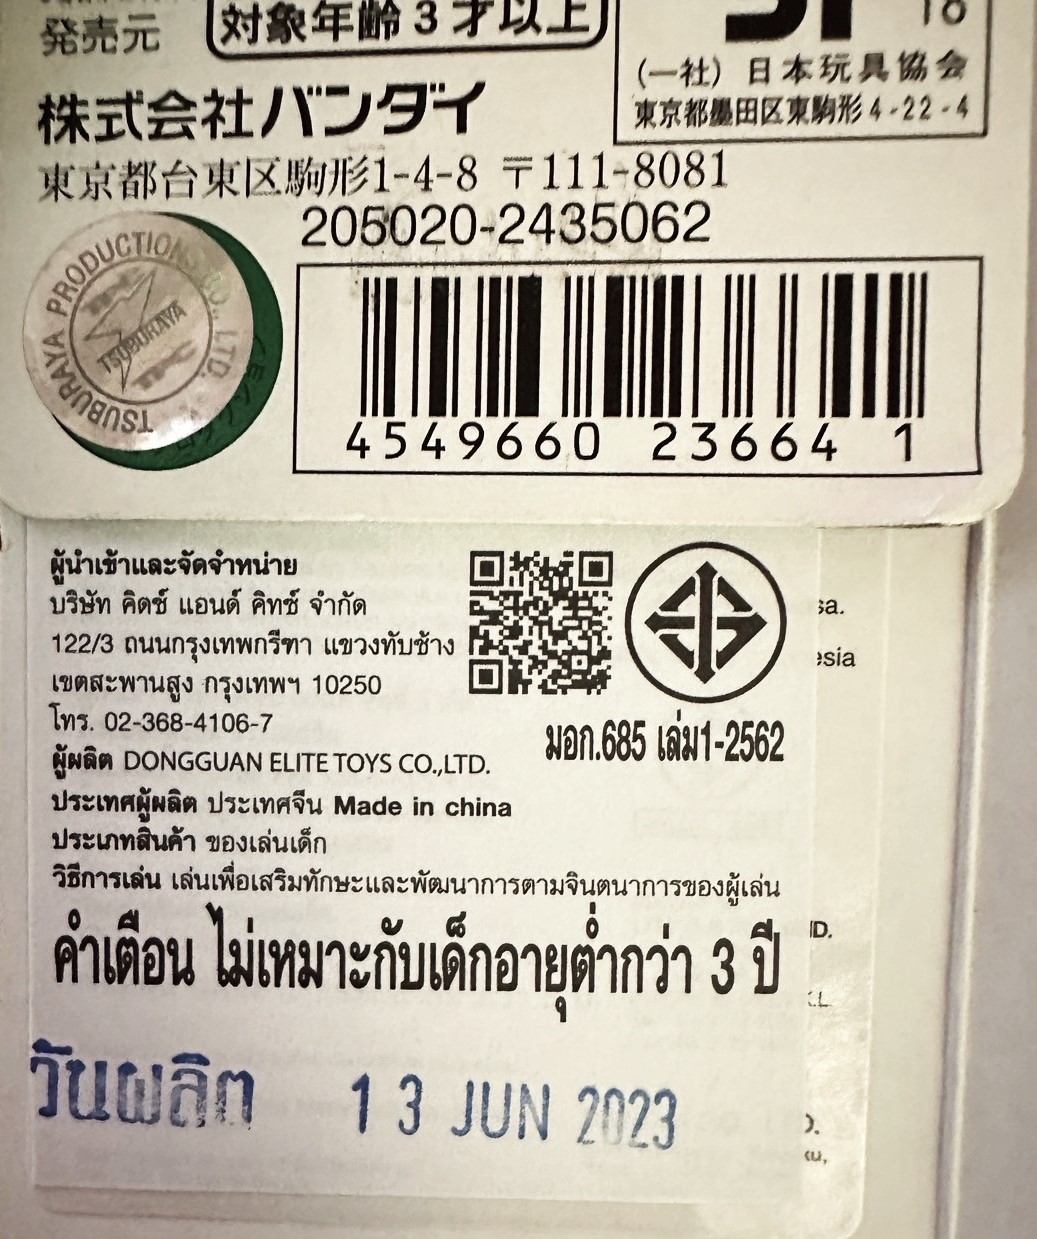 発売元
対象年齢3才以上
18
(一社) 日本玩具協会
東京都墨田区東駒形4-22-4
株式会社バンダイ
東京都台東区駒形1-4-8 〒111-8081
205020-2435062
TSUBURAYA PRODUCTIONS CO., LTD.
TSUBURAYA
4549660 23664 1
ผู้นำเข้าและจัดจำหน่าย
บริษัท คิดซ์ แอนด์ คิทซ์ จำกัด
122/3 ถนนกรุงเทพกรีฑา แขวงทับช้าง
เขตสะพานสูง กรุงเทพฯ 10250
โทร. 02-368-4106-7
มอก.685 เล่ม1-2562
ผู้ผลิต DONGGUAN ELITE TOYS CO.,LTD.
ประเทศผู้ผลิต ประเทศจีน Made in china
ประเภทสินค้า ของเล่นเด็ก
วิธีการเล่น เล่นเพื่อเสริมทักษะและพัฒนาการตามจินตนาการของผู้เล่น
คำเตือน ไม่เหมาะกับเด็กอายุต่ำกว่า 3 ปี
วันผลิต 13 JUN 2023